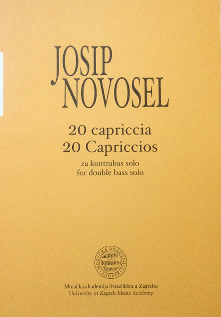 JOSIP
NOVOSEL
20 capriccia
20 Capriccios
za kontrabas solo
for double bass solo
Muzička akademija Sveučilišta u Zagrebu
University of Zagreb Music Academy